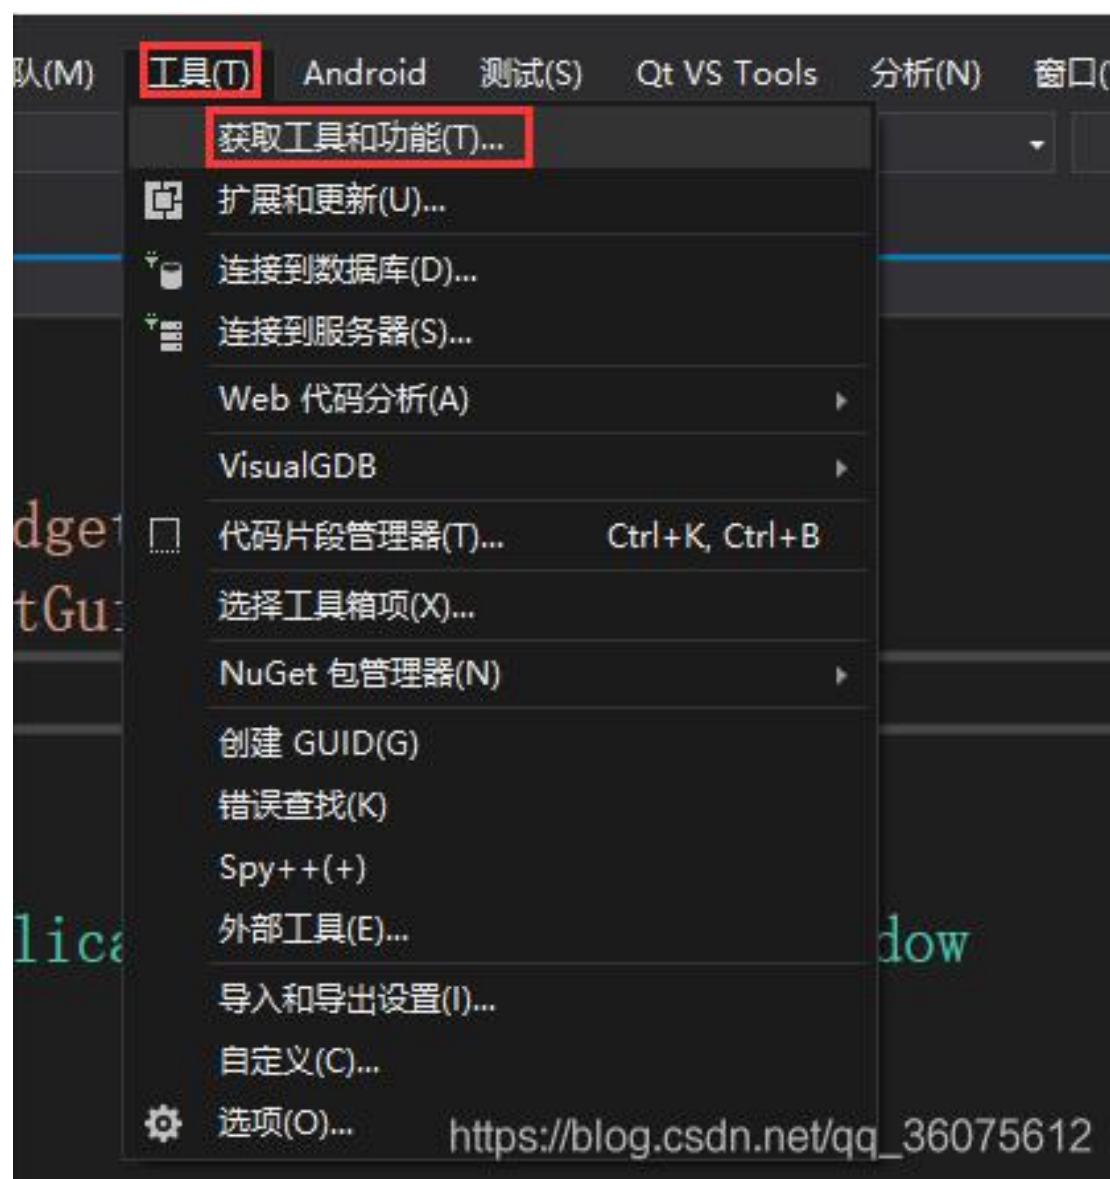 队(M) 工具(T) Android 测试(S) Qt VS Tools 分析(N) 窗口(
获取工具和功能(T)...
扩展和更新(U)...
连接到数据库(D)...
连接到服务器(S)...
Web 代码分析(A)
VisualGDB
dget
代码片段管理器(T)... Ctrl+K, Ctrl+B
tGui
选择工具箱项(X)...
NuGet 包管理器(N)
创建 GUID(G)
错误查找(K)
Spy++(+)
外部工具(E)...
lica dow
导入和导出设置(I)...
自定义(C)...
选项(O)...
https://blog.csdn.net/qq_36075612